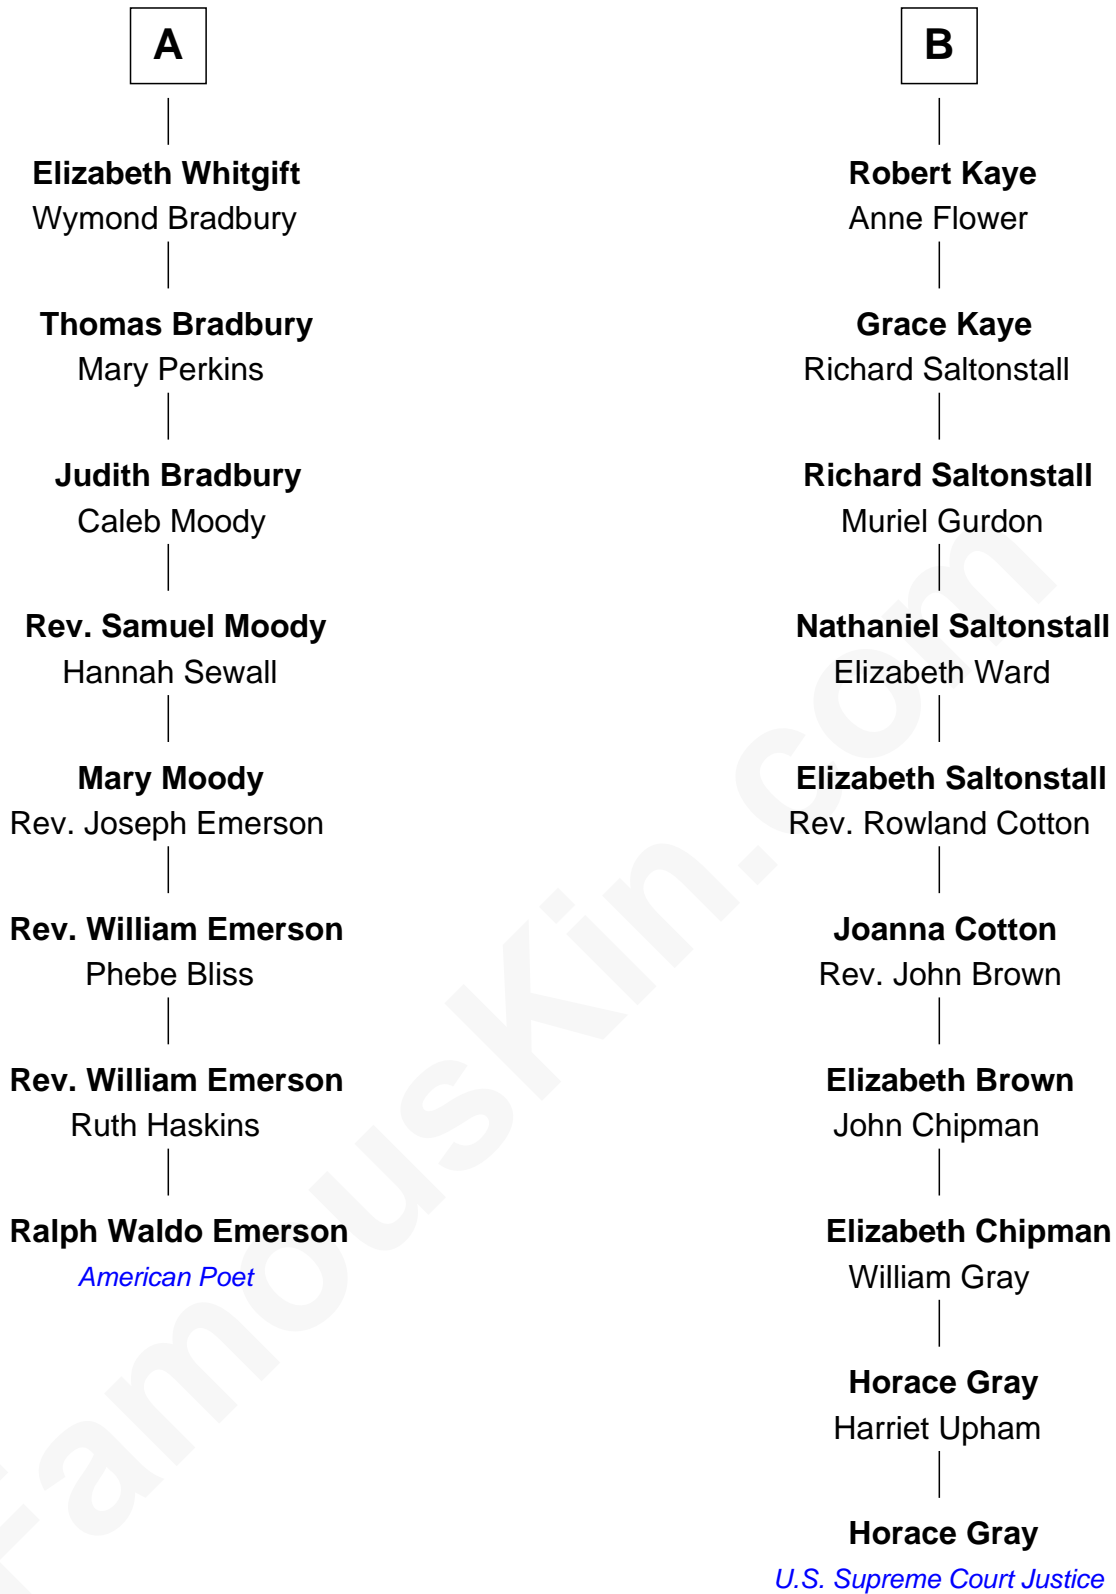 A
Elizabeth Whitgift
Wymond Bradbury
Thomas Bradbury
Mary Perkins
Judith Bradbury
Caleb Moody
Rev. Samuel Moody
Hannah Sewall
Mary Moody
Rev. Joseph Emerson
Rev. William Emerson
Phebe Bliss
Rev. William Emerson
Ruth Haskins
Ralph Waldo Emerson
American Poet
B
Robert Kaye
Anne Flower
Grace Kaye
Richard Saltonstall
Richard Saltonstall
Muriel Gurdon
Nathaniel Saltonstall
Elizabeth Ward
Elizabeth Saltonstall
Rev. Rowland Cotton
Joanna Cotton
Rev. John Brown
Elizabeth Brown
John Chipman
Elizabeth Chipman
William Gray
Horace Gray
Harriet Upham
Horace Gray
U.S. Supreme Court Justice
FamousKin.com